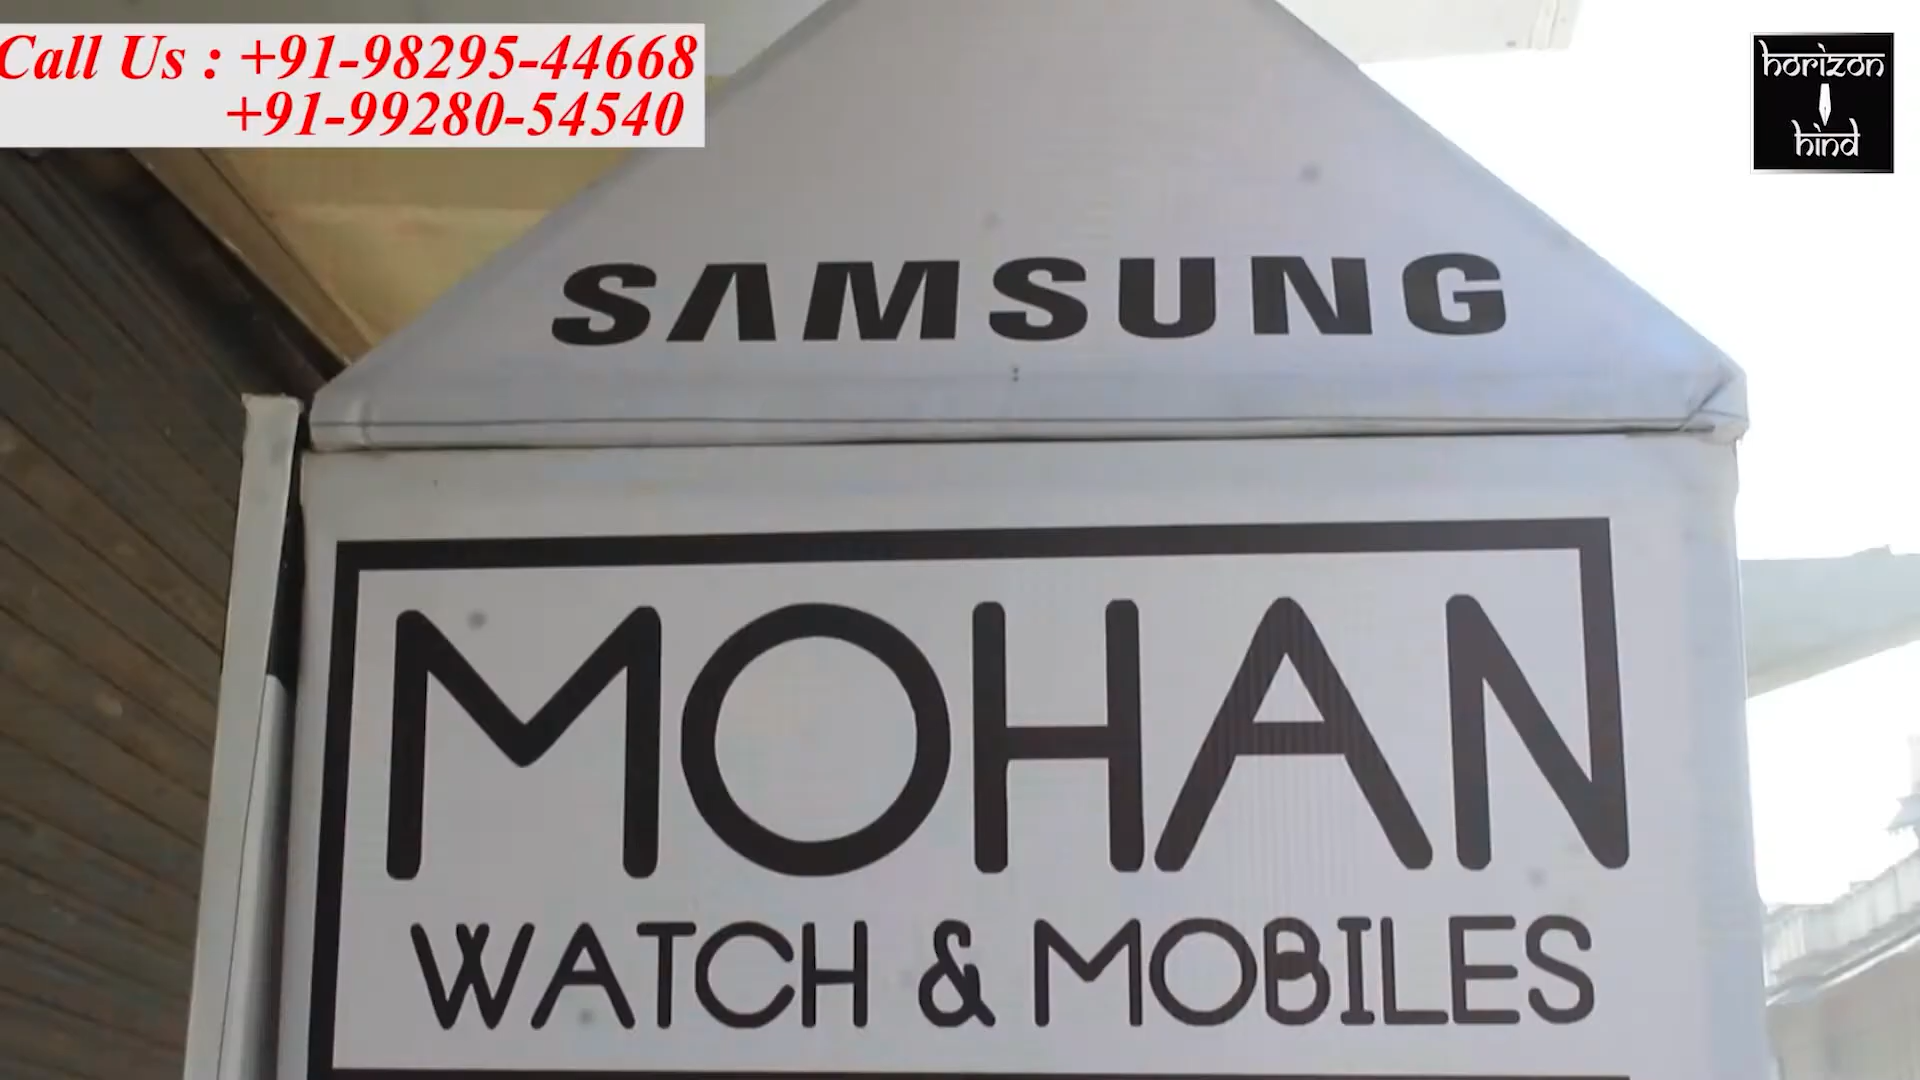 Call Us : +91-98295-44668
+91-99280-54540
horizon
hind
SAMSUNG
MOHAN
WATCH & MOBILES